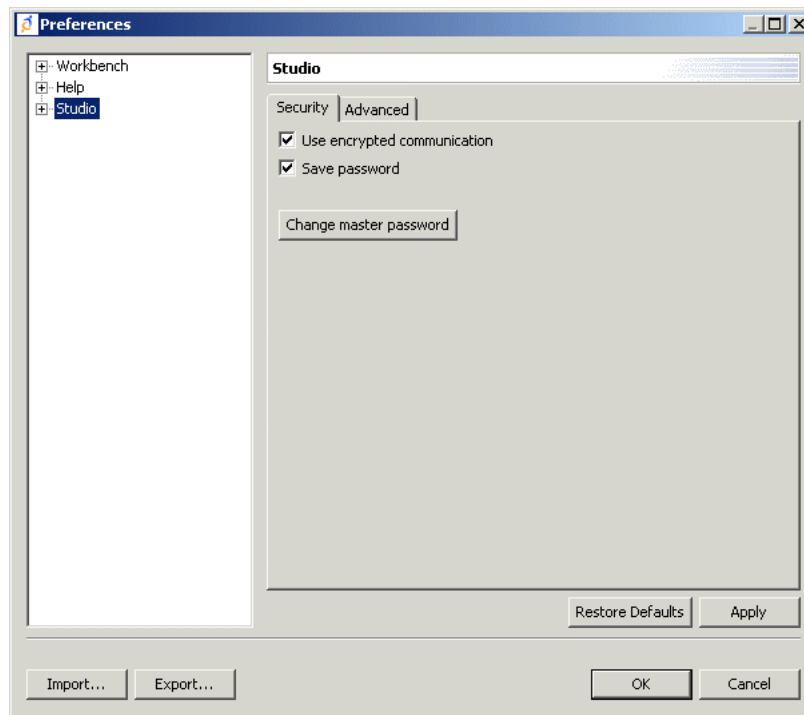 Preferences
Workbench
Help
Studio
Studio
Security Advanced
Use encrypted communication
Save password
Change master password
Restore Defaults Apply
Import... Export... OK Cancel